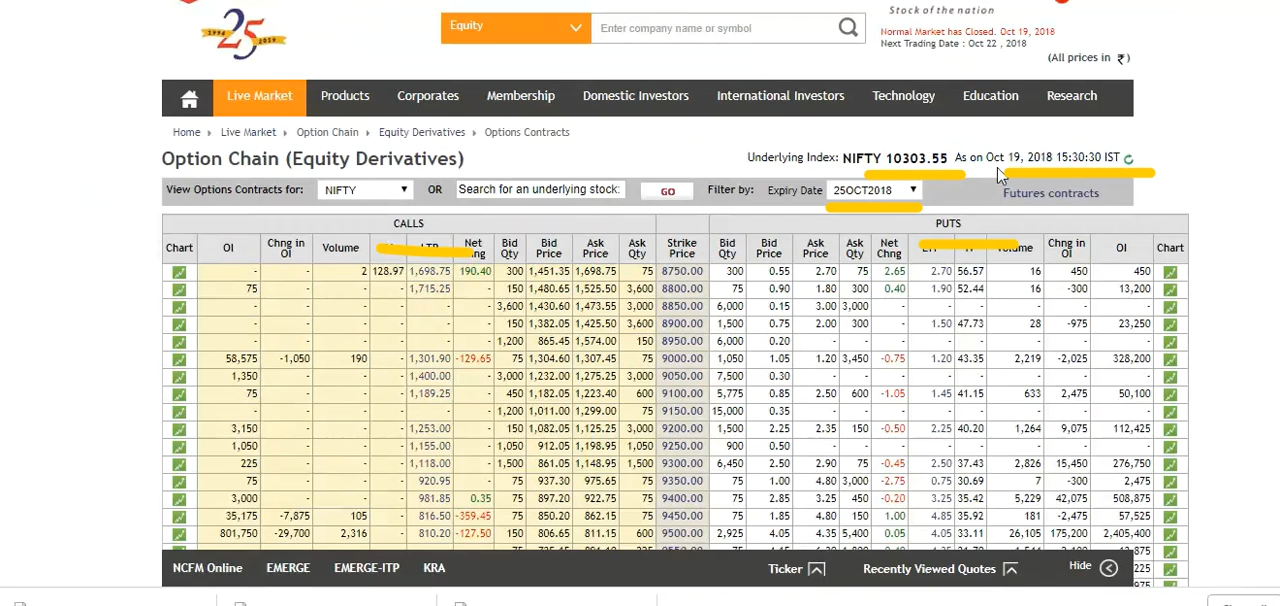 1994 25 2019
Equity
Enter company name or symbol
Stock of the nation
Normal Market has Closed. Oct 19, 2018
Next Trading Date : Oct 22 , 2018
(All prices in ₹)
Live Market Products Corporates Membership Domestic Investors International Investors Technology Education Research
Home Live Market Option Chain Equity Derivatives Options Contracts
Option Chain (Equity Derivatives)
Underlying Index: NIFTY 10303.55 As on Oct 19, 2018 15:30:30 IST
View Options Contracts for: NIFTY OR Search for an underlying stock: GO Filter by: Expiry Date 25OCT2018
Futures contracts
CALLS PUTS
Chart OI Chng in OI Volume LTP Net Bid Qty Bid Price Ask Price Ask Qty Strike Price Bid Qty Bid Price Ask Price Ask Qty Net Chng Chng in OI OI Chart
- - 2 128.97 1,698.75 190.40 300 1,451.35 1,698.75 75 8750.00 300 0.55 2.70 75 2.65 2.70 56.57 16 450 450
75 - - - 1,715.25 - 150 1,480.65 1,525.50 3,600 8800.00 75 0.90 1.80 300 0.40 1.90 52.44 16 -300 13,200
- - - - - - 3,600 1,430.60 1,473.55 3,000 8850.00 6,000 0.15 3.00 3,000 - - - - - -
- - - - - - 150 1,382.05 1,425.50 3,600 8900.00 1,500 0.75 2.00 300 - 1.50 47.73 28 -975 23,250
- - - - - - 1,200 865.45 1,574.00 150 8950.00 6,000 0.20 - - - - - - - -
58,575 -1,050 190 - 1,301.90 -129.65 75 1,304.60 1,307.45 75 9000.00 1,050 1.05 1.20 3,450 -0.75 1.20 43.35 2,219 -2,025 328,200
1,350 - - - 1,400.00 - 3,000 1,232.00 1,275.25 3,000 9050.00 7,500 0.30 - - - - - - - -
75 - - - 1,189.25 - 450 1,182.05 1,223.40 600 9100.00 5,775 0.85 2.50 600 -1.05 1.45 41.15 633 2,475 50,100
- - - - - - 1,200 1,011.00 1,299.00 75 9150.00 15,000 0.35 - - - - - - - -
3,150 - - - 1,253.00 - 150 1,082.05 1,125.25 3,000 9200.00 1,500 2.25 2.35 150 -0.50 2.25 40.20 1,264 9,075 112,425
1,050 - - - 1,155.00 - 1,050 912.05 1,198.95 1,050 9250.00 900 0.50 - - - - - - - -
225 - - - 1,118.00 - 1,500 861.05 1,148.95 1,500 9300.00 6,450 2.50 2.90 75 -0.45 2.50 37.43 2,826 15,450 276,750
75 - - - 920.95 - 75 937.30 975.65 75 9350.00 75 1.00 4.80 3,000 -2.75 0.75 30.69 7 -300 2,475
3,000 - - - 981.85 0.35 75 897.20 922.75 75 9400.00 75 2.85 3.25 450 -0.20 3.25 35.42 5,229 42,075 508,875
35,175 -7,875 105 - 816.50 -359.45 75 850.20 862.15 75 9450.00 75 1.85 4.80 150 1.00 4.85 35.92 181 -2,475 57,525
801,750 -29,700 2,316 - 810.20 -127.50 150 806.65 811.15 600 9500.00 2,925 4.05 4.35 5,400 0.05 4.05 33.11 26,105 175,200 2,405,400
NCFM Online EMERGE EMERGE-ITP KRA Ticker Recently Viewed Quotes Hide